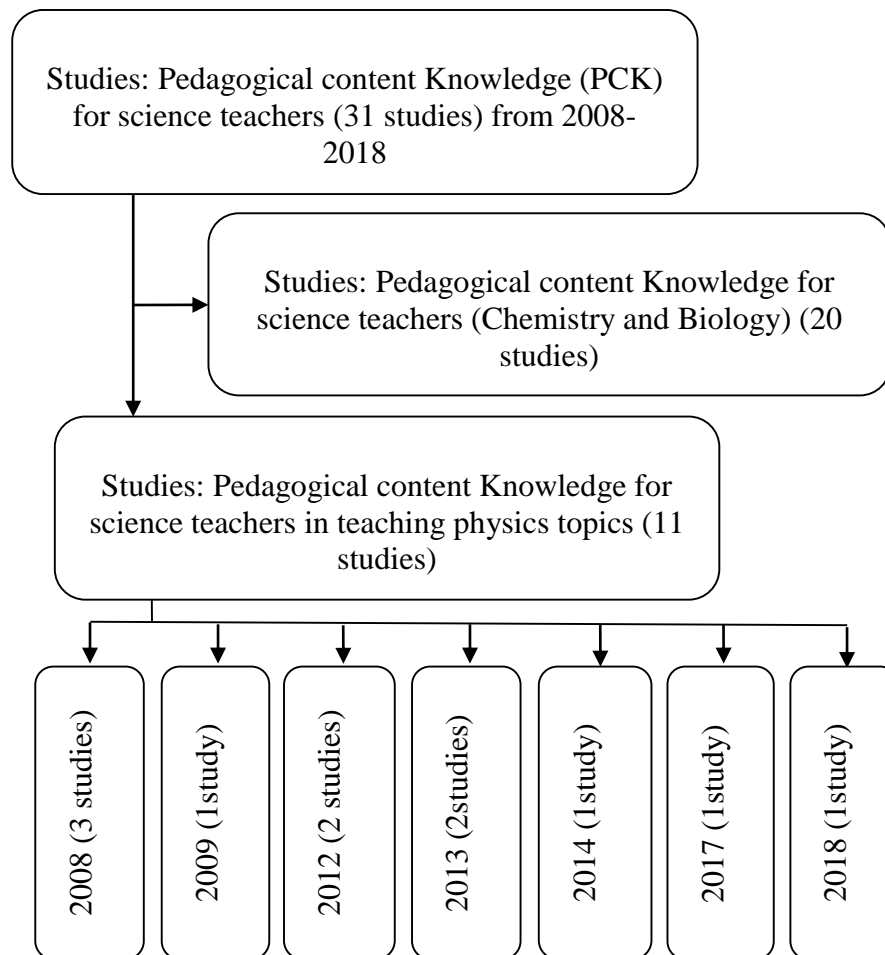 Studies: Pedagogical content Knowledge (PCK)
for science teachers (31 studies) from 2008-
2018
Studies: Pedagogical content Knowledge for
science teachers (Chemistry and Biology) (20
studies)
Studies: Pedagogical content Knowledge for
science teachers in teaching physics topics (11
studies)
2008 (3 studies)
2009 (1study)
2012 (2 studies)
2013 (2studies)
2014 (1study)
2017 (1study)
2018 (1study)